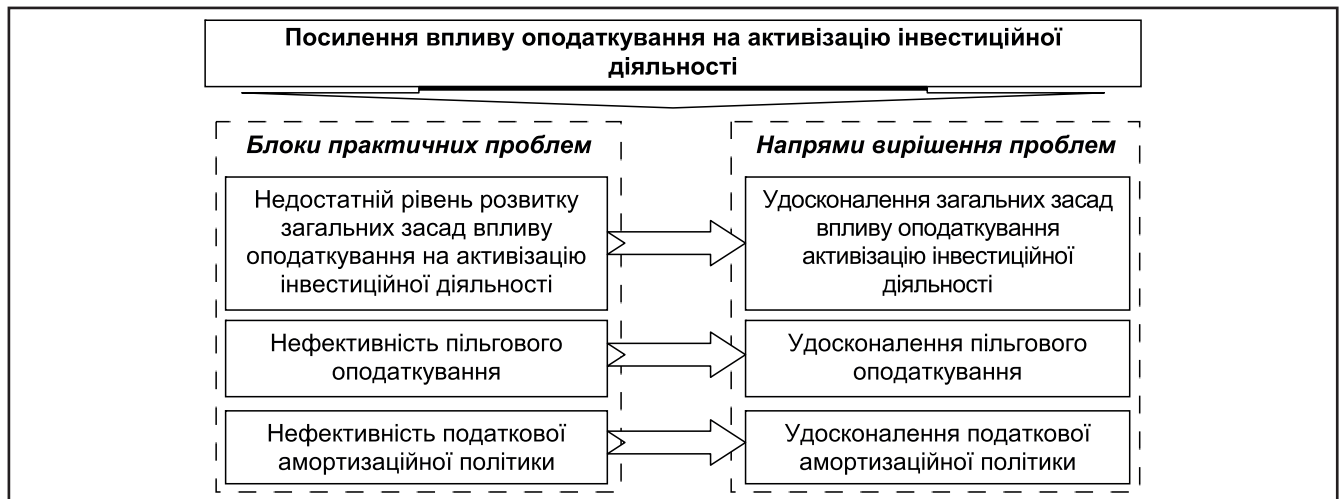 Посилення впливу оподаткування на активізацію інвестиційної
діяльності
Блоки практичних проблем
Недостатній рівень розвитку
загальних засад впливу
оподаткування на активізацію
інвестиційної діяльності
Нефективність пільгового
оподаткування
Нефективність податкової
амортизаційної політики
Напрями вирішення проблем
Удосконалення загальних засад
впливу оподаткування
активізацію інвестиційної
діяльності
Удосконалення пільгового
оподаткування
Удосконалення податкової
амортизаційної політики